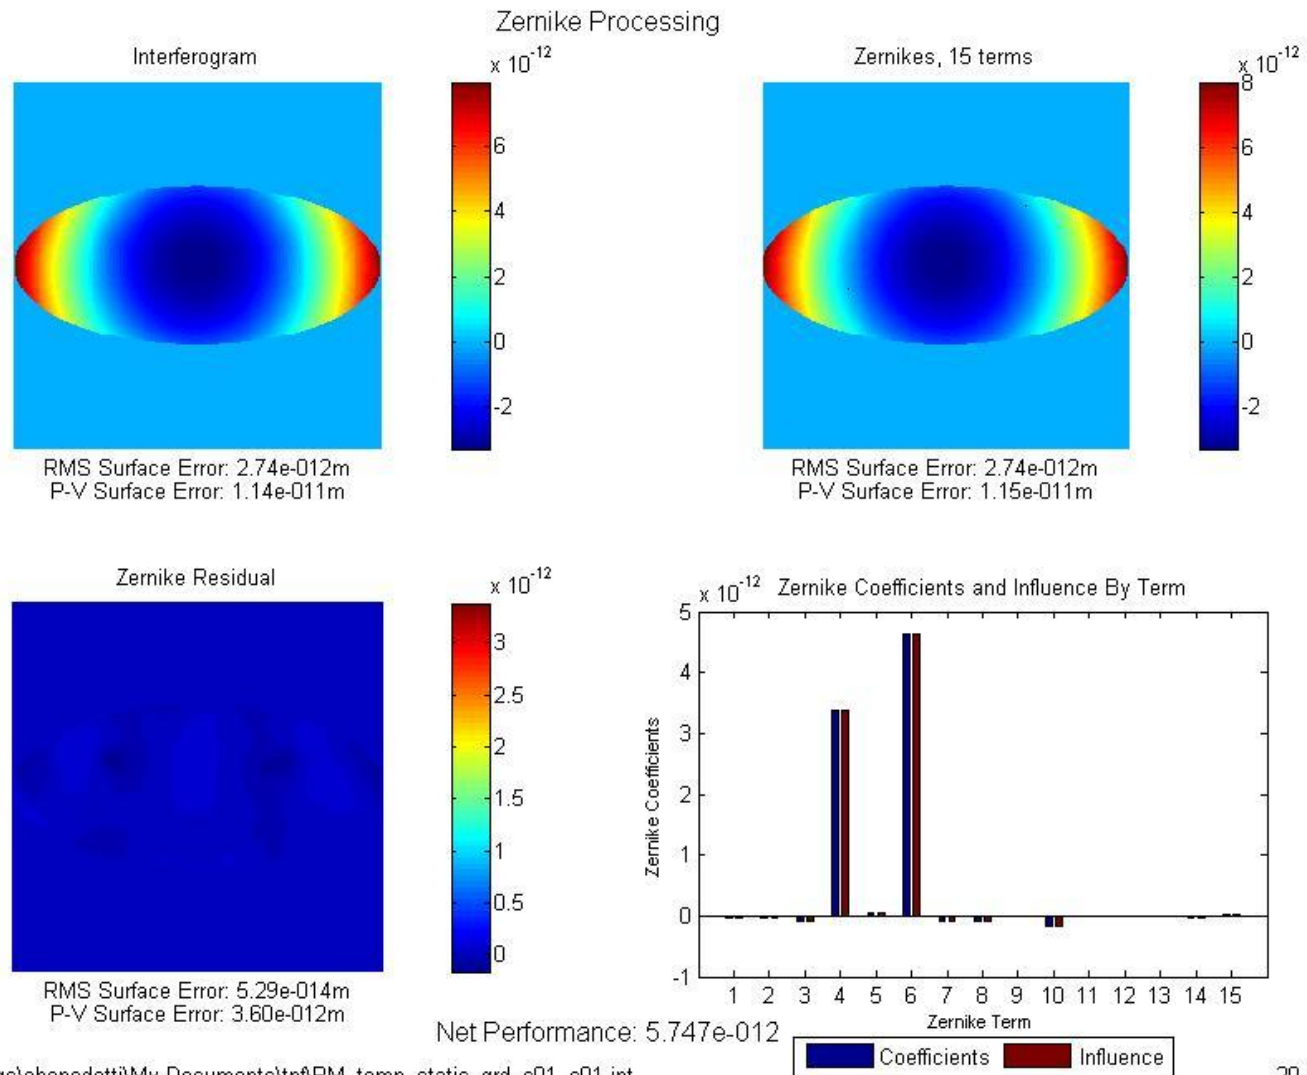 Zernike Processing
Interferogram
x 10^-12
6
4
2
0
-2
RMS Surface Error: 2.74e-012m
P-V Surface Error: 1.14e-011m
Zernikes, 15 terms
x 10^-12
8
6
4
2
0
-2
RMS Surface Error: 2.74e-012m
P-V Surface Error: 1.15e-011m
Zernike Residual
x 10^-12
3
2.5
2
1.5
1
0.5
0
RMS Surface Error: 5.29e-014m
P-V Surface Error: 3.60e-012m
Zernike Coefficients and Influence By Term
x 10^-12
Zernike Coefficients
5
4
3
2
1
0
-1
1 2 3 4 5 6 7 8 9 10 11 12 13 14 15
Zernike Term
Net Performance: 5.747e-012
Coefficients Influence